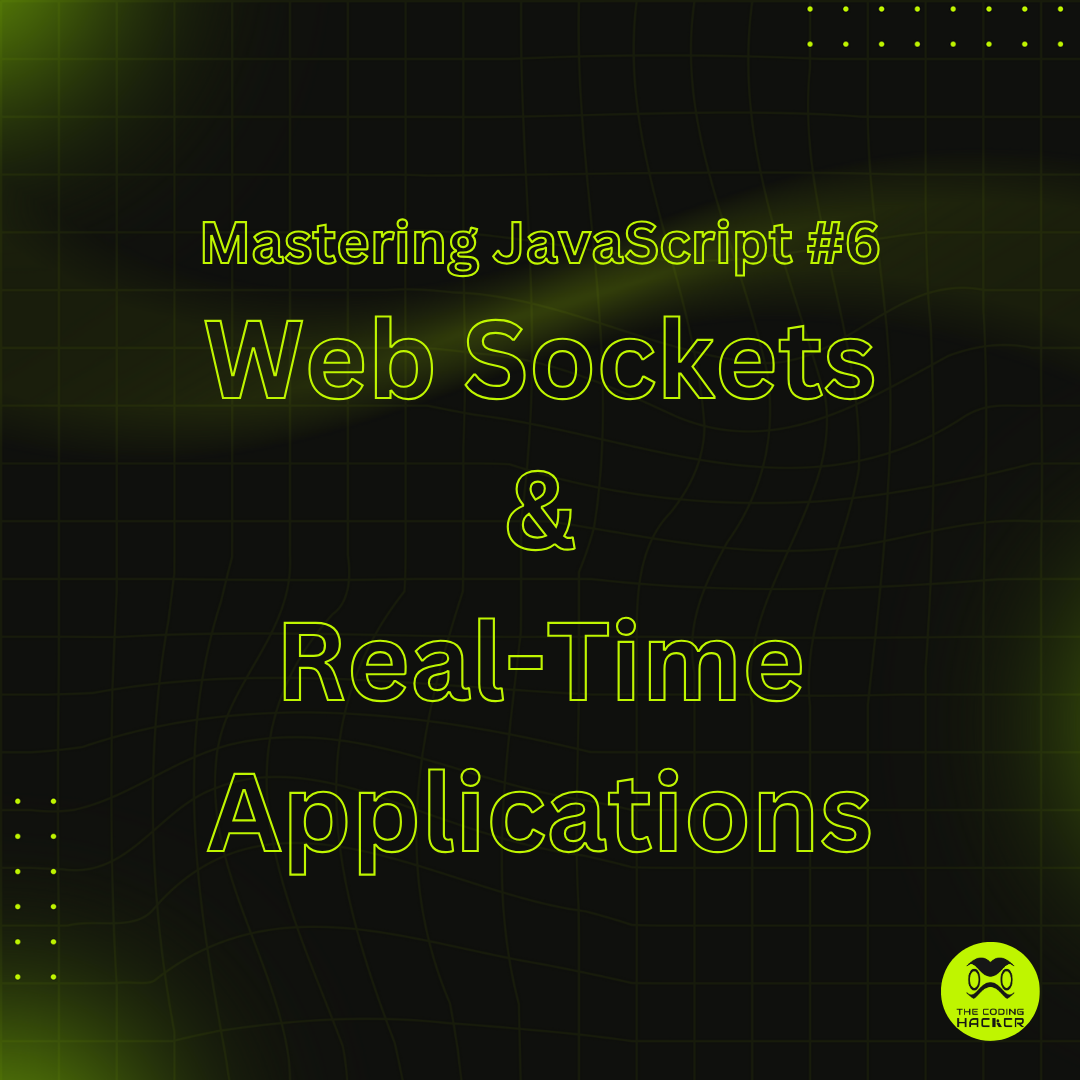 Mastering JavaScript #6
Web Sockets
&
Real-Time
Applications
THE CODING
HACKER